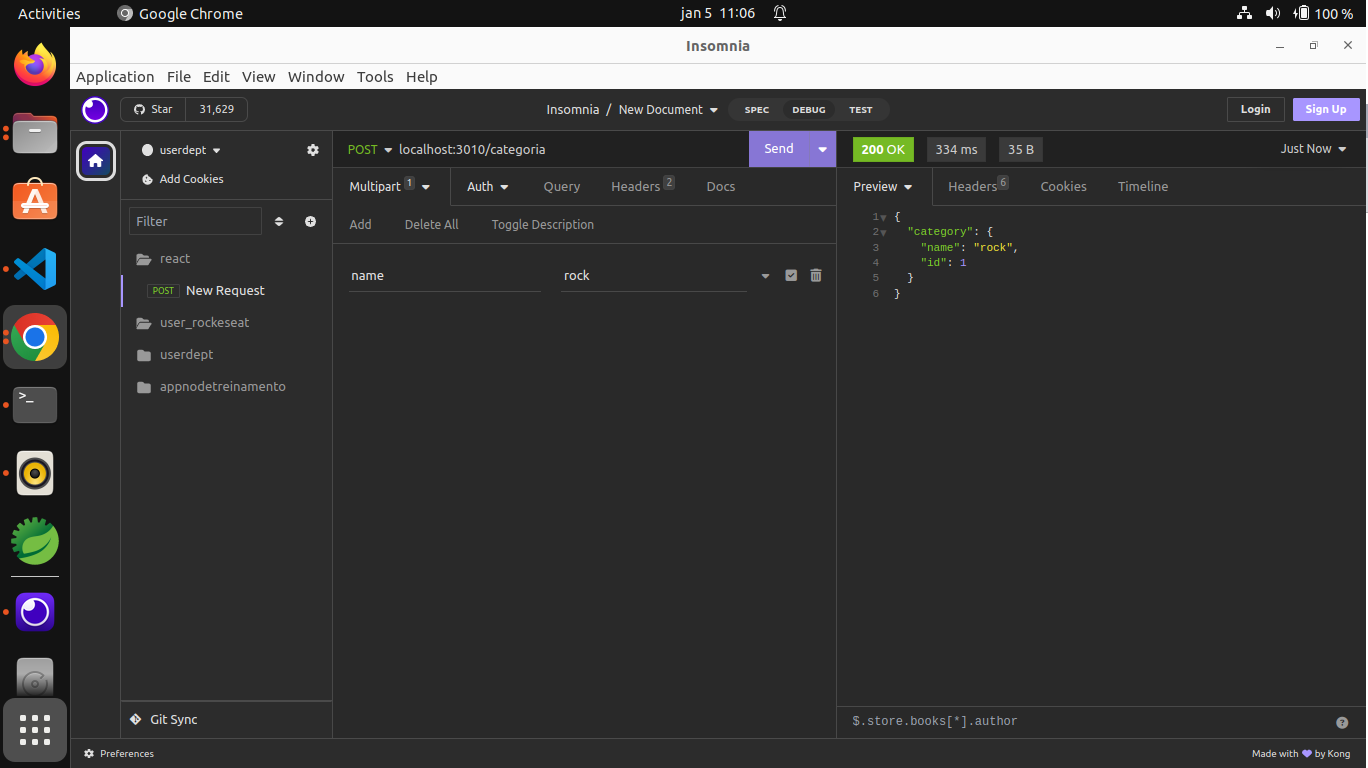 Activities
Google Chrome
jan 5 11:06
100 %
Insomnia
Application File Edit View Window Tools Help
Star 31,629
Insomnia / New Document
SPEC DEBUG TEST
Login
Sign Up
userdept
Add Cookies
Filter
react
POST New Request
user_rockeseat
userdept
appnodetreinamento
Git Sync
POST localhost:3010/categoria
Send
Multipart 1 Auth Query Headers 2 Docs
Add Delete All Toggle Description
name rock
200 OK 334 ms 35 B Just Now
Preview Headers 6 Cookies Timeline
1 {
2 "category": {
3 "name": "rock",
4 "id": 1
5 }
6 }
$.store.books[*].author ?
Preferences
Made with by Kong
>_